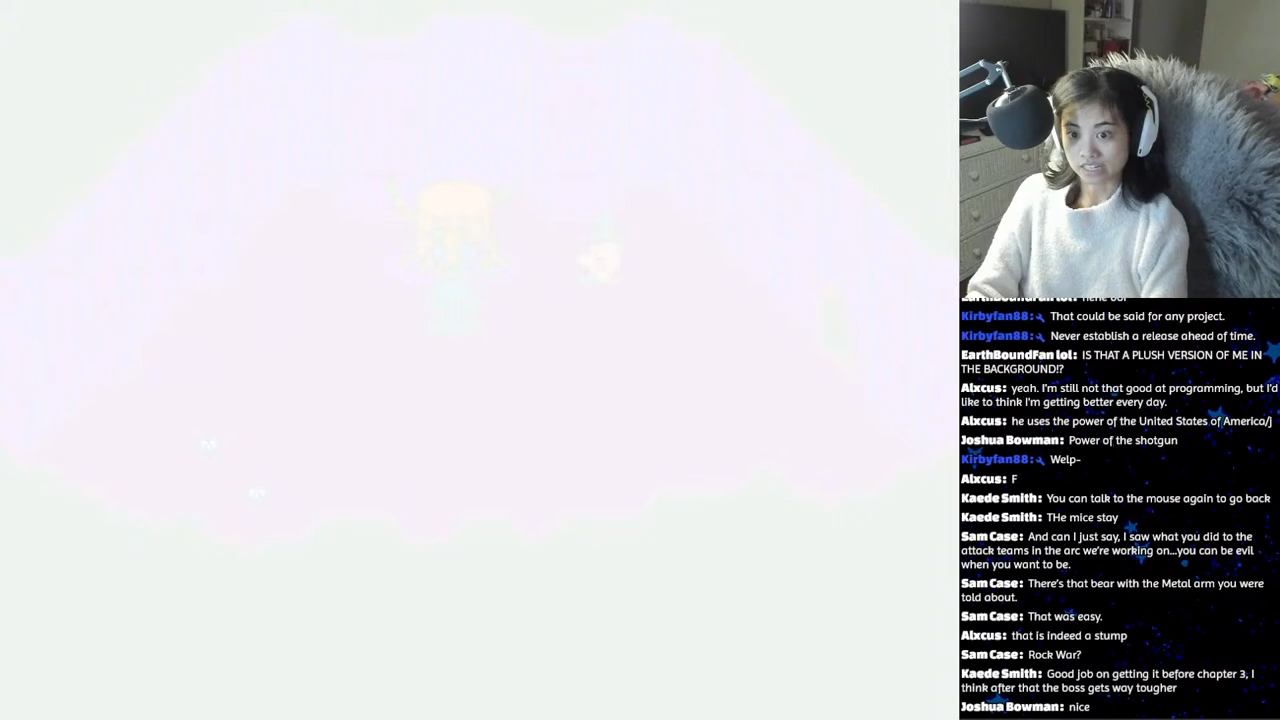 Kirbyfan88: That could be said for any project.
Kirbyfan88: Never establish a release ahead of time.
EarthBoundFan lol: IS THAT A PLUSH VERSION OF ME IN
THE BACKGROUND!?
Alxcus: yeah. I'm still not that good at programming, but I'd
like to think I'm getting better every day.
Alxcus: he uses the power of the United States of America/j
Joshua Bowman: Power of the shotgun
Kirbyfan88: Welp-
Alxcus: F
Kaede Smith: You can talk to the mouse again to go back
Kaede Smith: THe mice stay
Sam Case: And can I just say, I saw what you did to the
attack teams in the arc we're working on...you can be evil
when you want to be.
Sam Case: There's that bear with the Metal arm you were
told about.
Sam Case: That was easy.
Alxcus: that is indeed a stump
Sam Case: Rock War?
Kaede Smith: Good job on getting it before chapter 3, I
think after that the boss gets way tougher
Joshua Bowman: nice